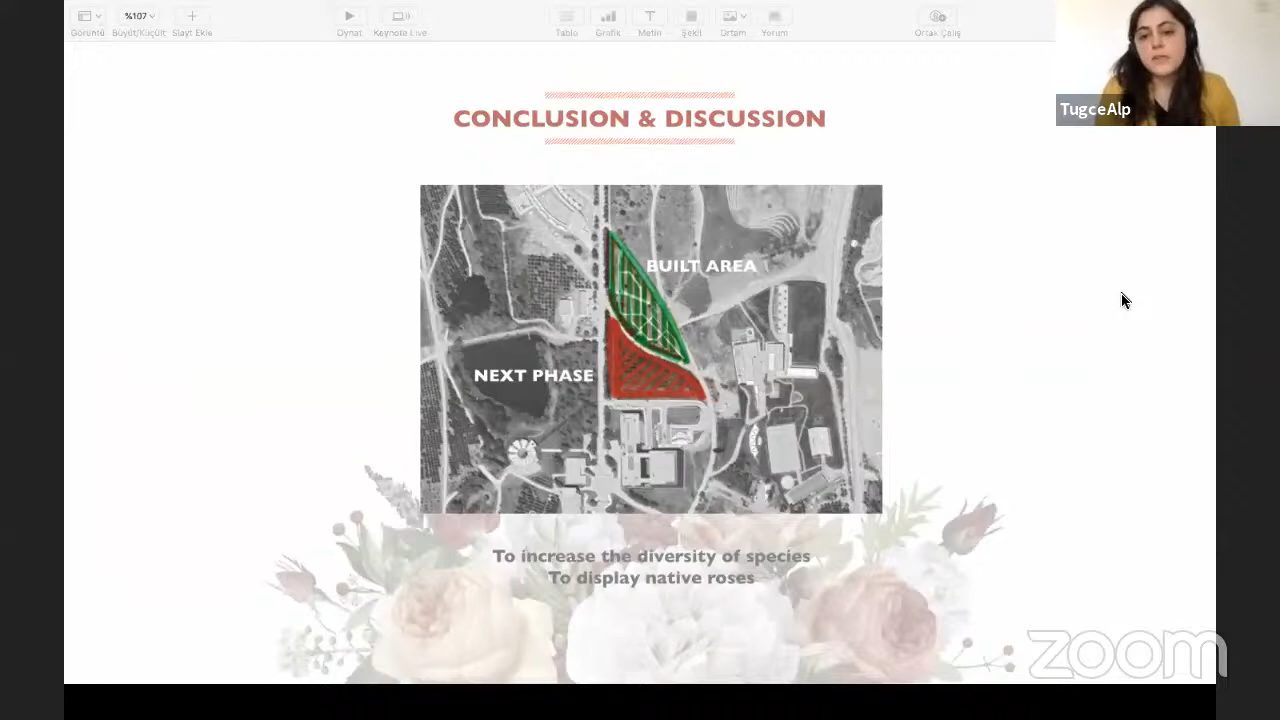 %107
Görüntü
Büyüt/Küçült
Slayt Ekle
Oynat
Keynote Live
Tablo
Grafik
Metin
Şekil
Ortam
Yorum
Ortak Çalış
TugceAlp
CONCLUSION & DISCUSSION
BUILT AREA
NEXT PHASE
To increase the diversity of species
To display native roses
zoom